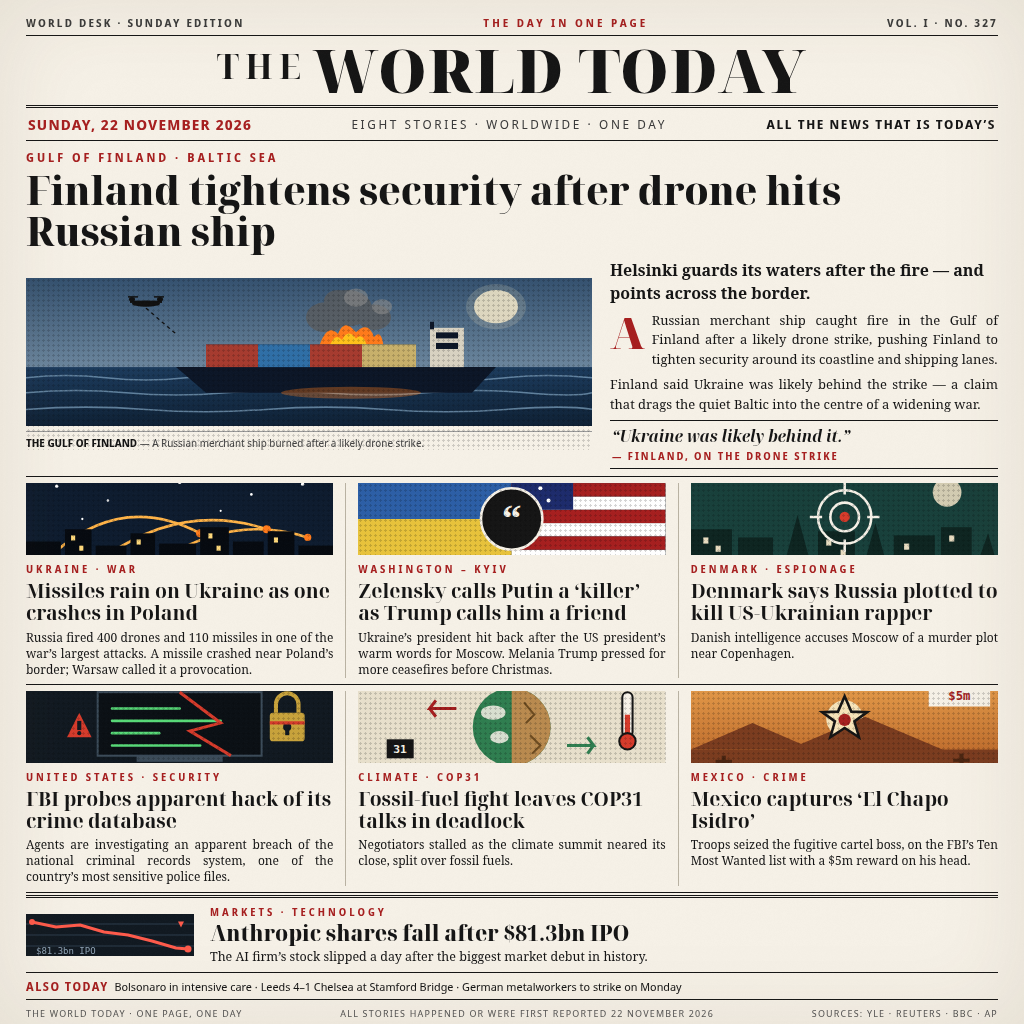 WORLD DESK · SUNDAY EDITION
THE DAY IN ONE PAGE
VOL. I · NO. 327
THE WORLD TODAY
SUNDAY, 22 NOVEMBER 2026
EIGHT STORIES · WORLDWIDE · ONE DAY
ALL THE NEWS THAT IS TODAY’S
GULF OF FINLAND · BALTIC SEA
Finland tightens security after drone hits
Russian ship
THE GULF OF FINLAND — A Russian merchant ship burned after a likely drone strike.
Helsinki guards its waters after the fire — and
points across the border.
A Russian merchant ship caught fire in the Gulf of
Finland after a likely drone strike, pushing Finland to
tighten security around its coastline and shipping lanes.
Finland said Ukraine was likely behind the strike — a claim
that drags the quiet Baltic into the centre of a widening war.
“Ukraine was likely behind it.”
— FINLAND, ON THE DRONE STRIKE
UKRAINE · WAR
Missiles rain on Ukraine as one
crashes in Poland
Russia fired 400 drones and 110 missiles in one of the
war’s largest attacks. A missile crashed near Poland’s
border; Warsaw called it a provocation.
“
WASHINGTON – KYIV
Zelensky calls Putin a ‘killer’
as Trump calls him a friend
Ukraine’s president hit back after the US president’s
warm words for Moscow. Melania Trump pressed for
more ceasefires before Christmas.
DENMARK · ESPIONAGE
Denmark says Russia plotted to
kill US-Ukrainian rapper
Danish intelligence accuses Moscow of a murder plot
near Copenhagen.
UNITED STATES · SECURITY
FBI probes apparent hack of its
crime database
Agents are investigating an apparent breach of the
national criminal records system, one of the
country’s most sensitive police files.
31
CLIMATE · COP31
Fossil-fuel fight leaves COP31
talks in deadlock
Negotiators stalled as the climate summit neared its
close, split over fossil fuels.
$5m
MEXICO · CRIME
Mexico captures ‘El Chapo
Isidro’
Troops seized the fugitive cartel boss, on the FBI’s Ten
Most Wanted list with a $5m reward on his head.
$81.3bn IPO
MARKETS · TECHNOLOGY
Anthropic shares fall after $81.3bn IPO
The AI firm’s stock slipped a day after the biggest market debut in history.
ALSO TODAY Bolsonaro in intensive care · Leeds 4–1 Chelsea at Stamford Bridge · German metalworkers to strike on Monday
THE WORLD TODAY · ONE PAGE, ONE DAY
ALL STORIES HAPPENED OR WERE FIRST REPORTED 22 NOVEMBER 2026
SOURCES: YLE · REUTERS · BBC · AP